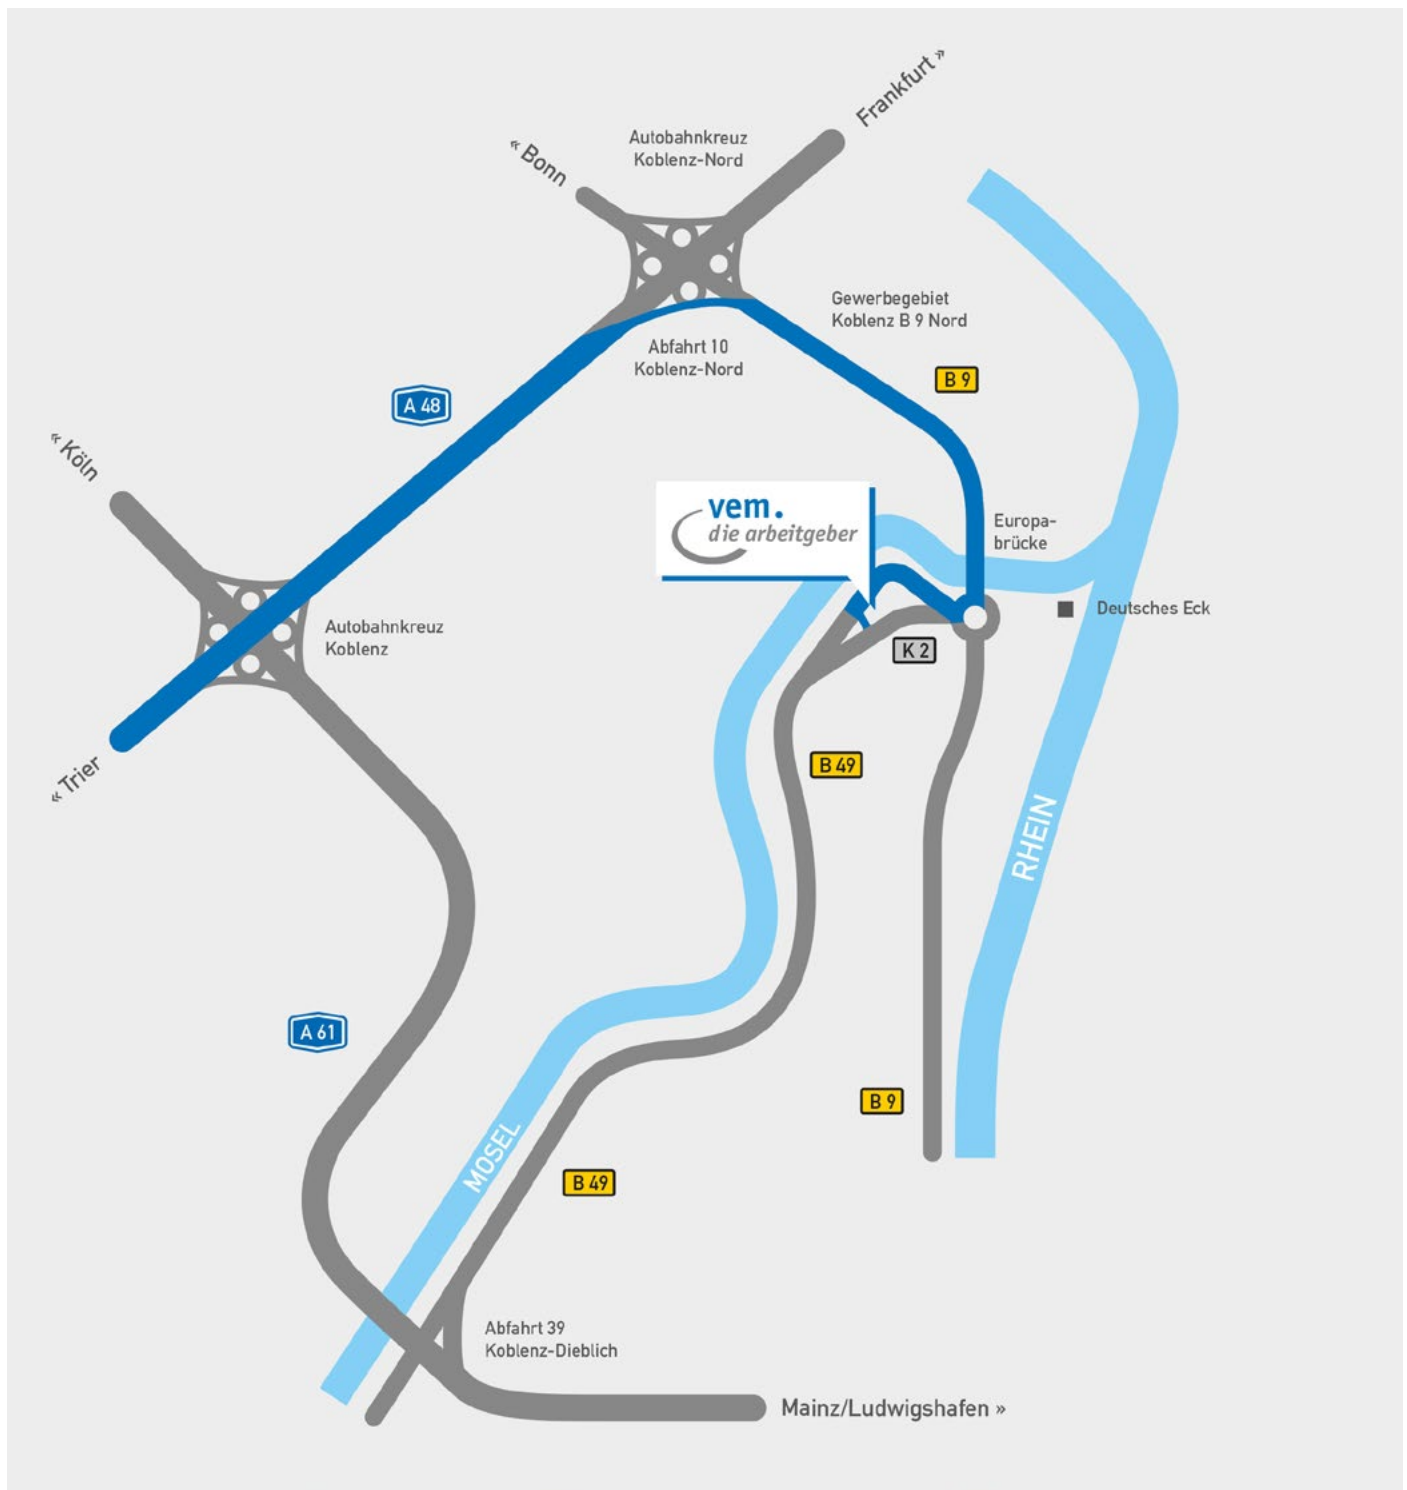 Frankfurt »
Autobahnkreuz
Koblenz-Nord
« Bonn
Gewerbegebiet
Koblenz B 9 Nord
Abfahrt 10
Koblenz-Nord
B 9
A 48
« Köln
vem.
die arbeitgeber
Europa-
brücke
Deutsches Eck
Autobahnkreuz
Koblenz
K 2
« Trier
B 49
RHEIN
A 61
B 9
MOSEL
B 49
Abfahrt 39
Koblenz-Dieblich
Mainz/Ludwigshafen »